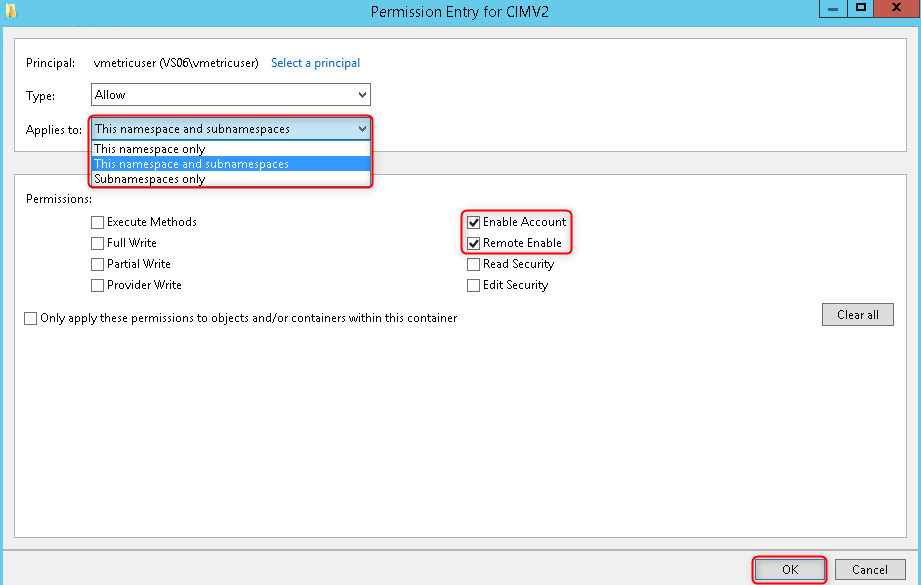 Permission Entry for CIMV2
Principal: vmetricuser (VS06\vmetricuser) Select a principal
Type: Allow
Applies to: This namespace and subnamespaces
This namespace only
This namespace and subnamespaces
Subnamespaces only
Permissions:
Execute Methods Enable Account
Full Write Remote Enable
Partial Write Read Security
Provider Write Edit Security
Only apply these permissions to objects and/or containers within this container Clear all
OK Cancel